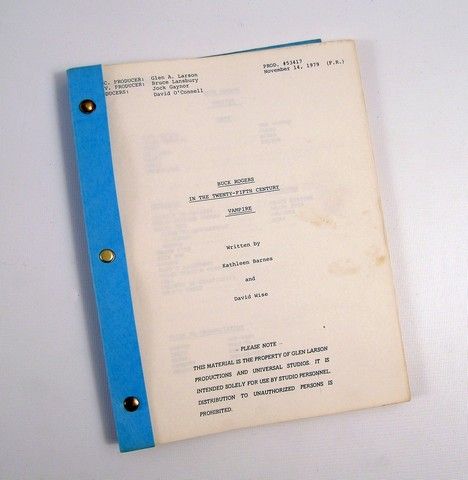 C. PRODUCER: Glen A. Larson
V. PRODUCER: Bruce Lansbury
DUCERS: Jock Gaynor
David O'Connell
PROD. #53417
November 14, 1979 (F.R.)
BUCK ROGERS
IN THE TWENTY-FIFTH CENTURY
VAMPIRE
Written by
Kathleen Barnes
and
David Wise
- PLEASE NOTE -
THIS MATERIAL IS THE PROPERTY OF GLEN LARSON
PRODUCTIONS AND UNIVERSAL STUDIOS. IT IS
INTENDED SOLELY FOR USE BY STUDIO PERSONNEL.
DISTRIBUTION TO UNAUTHORIZED PERSONS IS
PROHIBITED.